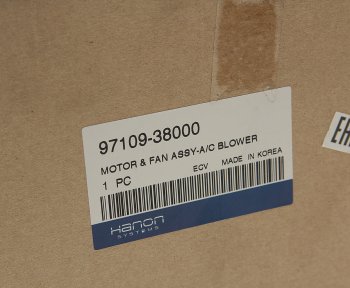 97109-38000
MOTOR & FAN ASSY-A/C BLOWER
1 PC ECV MADE IN KOREA
Hanon
SYSTEMS